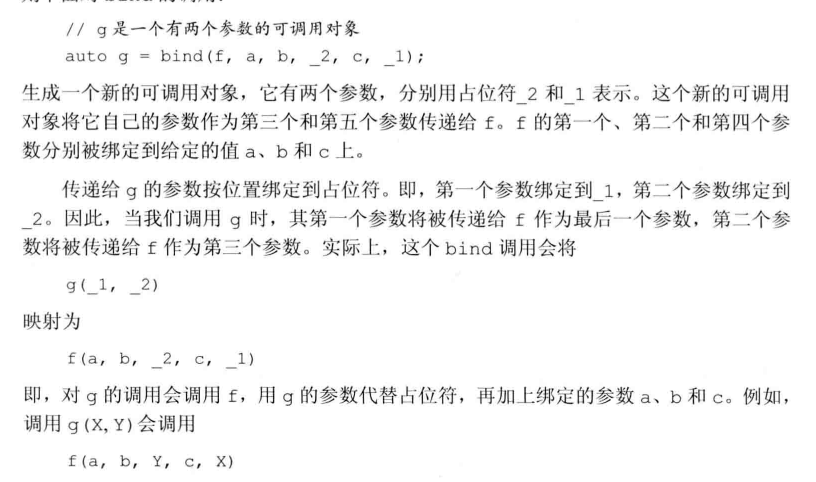 // g是一个有两个参数的可调用对象
auto g = bind(f, a, b, _2, c, _1);
生成一个新的可调用对象，它有两个参数，分别用占位符_2 和_1 表示。这个新的可调用
对象将它自己的参数作为第三个和第五个参数传递给 f。f 的第一个、第二个和第四个参
数分别被绑定到给定的值 a、b 和 c 上。
传递给 g 的参数按位置绑定到占位符。即，第一个参数绑定到_1，第二个参数绑定到
_2。因此，当我们调用 g 时，其第一个参数将被传递给 f 作为最后一个参数，第二个参
数将被传递给 f 作为第三个参数。实际上，这个 bind 调用会将
g(_1, _2)
映射为
f(a, b, _2, c, _1)
即，对 g 的调用会调用 f，用 g 的参数代替占位符，再加上绑定的参数 a、b 和 c。例如，
调用 g(X, Y)会调用
f(a, b, Y, c, X)